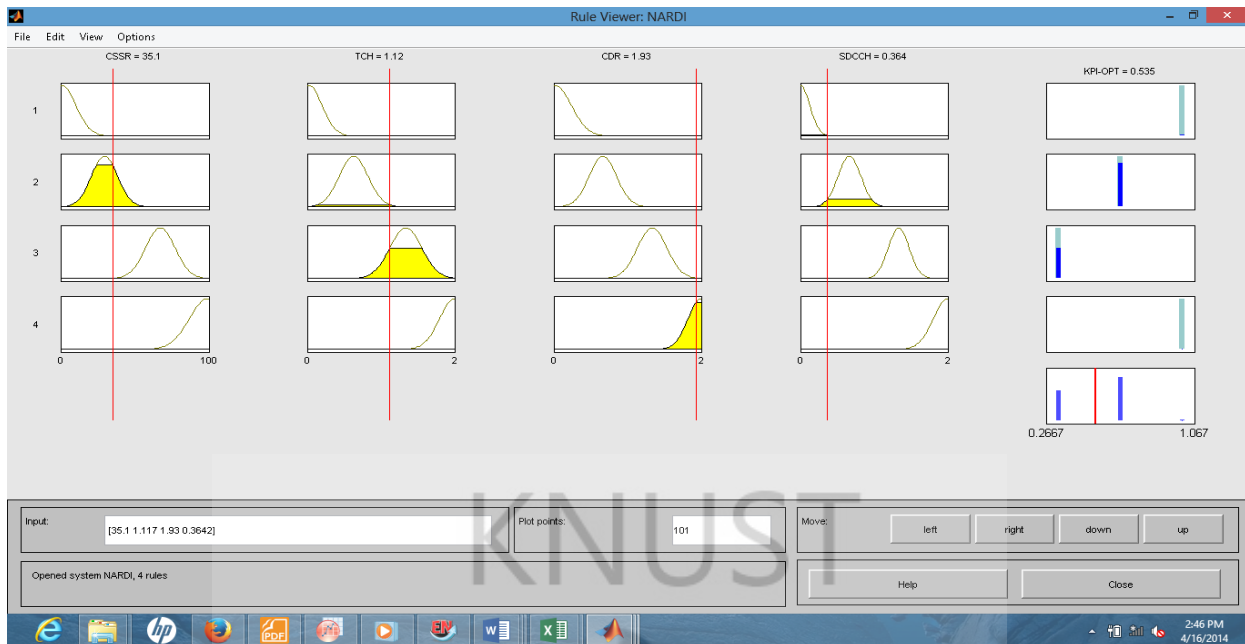 Rule Viewer: NARDI
File Edit View Options
CSSR = 35.1 TCH = 1.12 CDR = 1.93 SDCCH = 0.364
KPI-OPT = 0.535
1
2
3
4
0 100 0 2 0 2 0 2
0.2667 1.067
Input: [35.1 1.117 1.93 0.3642] Plot points: 101 Move: left right down up
Opened system NARDI, 4 rules Help Close
KNUST
hp PDF
2:46 PM
4/16/2014